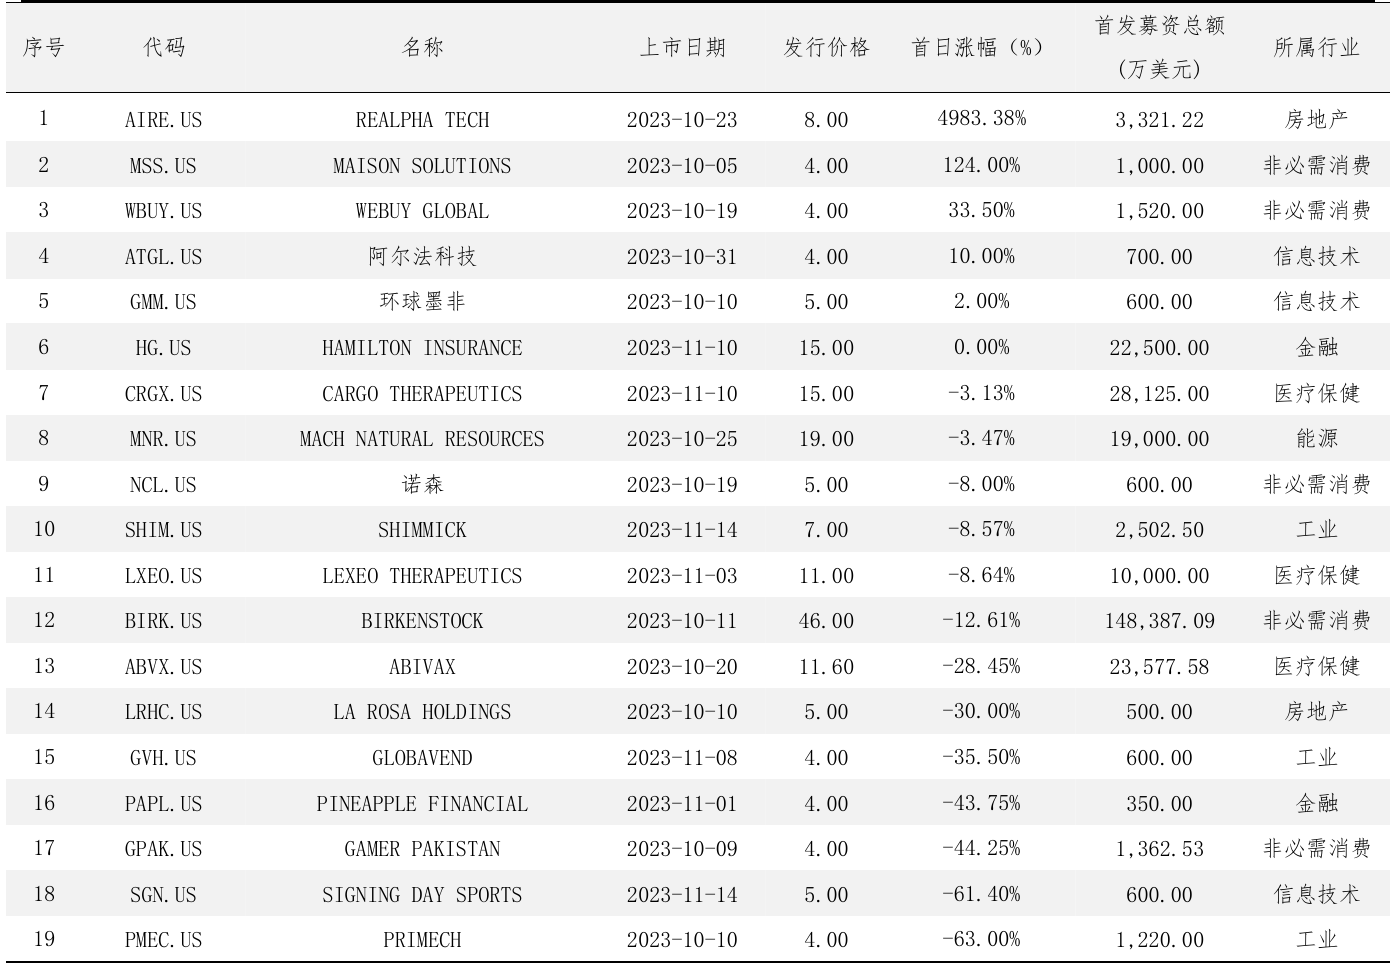 序号 代码 名称 上市日期 发行价格 首日涨幅（%） 首发募资总额(万美元) 所属行业
1 AIRE.US REALPHA TECH 2023-10-23 8.00 4983.38% 3,321.22 房地产
2 MSS.US MAISON SOLUTIONS 2023-10-05 4.00 124.00% 1,000.00 非必需消费
3 WBUY.US WEBUY GLOBAL 2023-10-19 4.00 33.50% 1,520.00 非必需消费
4 ATGL.US 阿尔法科技 2023-10-31 4.00 10.00% 700.00 信息技术
5 GMM.US 环球墨非 2023-10-10 5.00 2.00% 600.00 信息技术
6 HG.US HAMILTON INSURANCE 2023-11-10 15.00 0.00% 22,500.00 金融
7 CRGX.US CARGO THERAPEUTICS 2023-11-10 15.00 -3.13% 28,125.00 医疗保健
8 MNR.US MACH NATURAL RESOURCES 2023-10-25 19.00 -3.47% 19,000.00 能源
9 NCL.US 诺森 2023-10-19 5.00 -8.00% 600.00 非必需消费
10 SHIM.US SHIMMICK 2023-11-14 7.00 -8.57% 2,502.50 工业
11 LXEO.US LEXEO THERAPEUTICS 2023-11-03 11.00 -8.64% 10,000.00 医疗保健
12 BIRK.US BIRKENSTOCK 2023-10-11 46.00 -12.61% 148,387.09 非必需消费
13 ABVX.US ABIVAX 2023-10-20 11.60 -28.45% 23,577.58 医疗保健
14 LRHC.US LA ROSA HOLDINGS 2023-10-10 5.00 -30.00% 500.00 房地产
15 GVH.US GLOBAVEND 2023-11-08 4.00 -35.50% 600.00 工业
16 PAPL.US PINEAPPLE FINANCIAL 2023-11-01 4.00 -43.75% 350.00 金融
17 GPAK.US GAMER PAKISTAN 2023-10-09 4.00 -44.25% 1,362.53 非必需消费
18 SGN.US SIGNING DAY SPORTS 2023-11-14 5.00 -61.40% 600.00 信息技术
19 PMEC.US PRIMECH 2023-10-10 4.00 -63.00% 1,220.00 工业